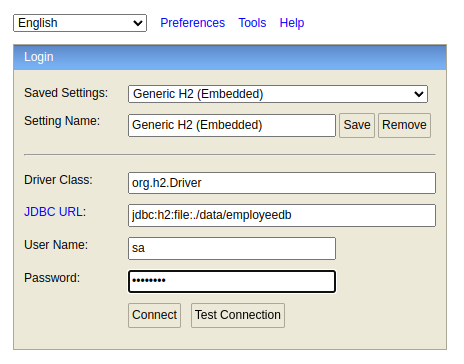 English Preferences Tools Help
Login
Saved Settings: Generic H2 (Embedded)
Setting Name: Generic H2 (Embedded) Save Remove
Driver Class: org.h2.Driver
JDBC URL: jdbc:h2:file:./data/employeedb
User Name: sa
Password: ••••••••
Connect Test Connection